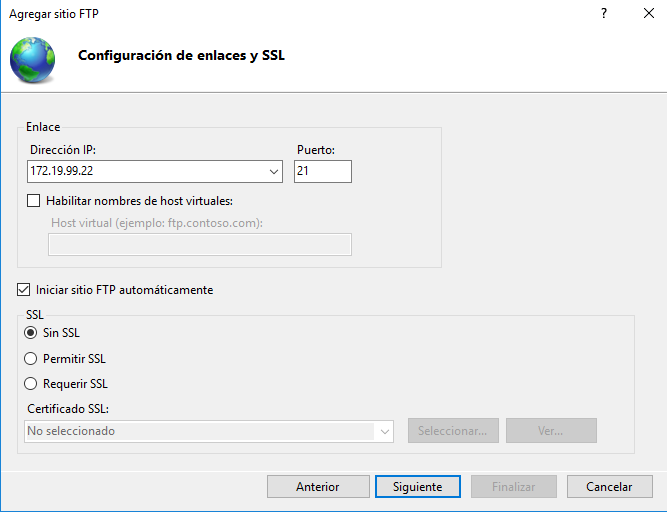 Agregar sitio FTP
Configuración de enlaces y SSL
Enlace
Dirección IP: Puerto:
172.19.99.22 21
Habilitar nombres de host virtuales:
Host virtual (ejemplo: ftp.contoso.com):
Iniciar sitio FTP automáticamente
SSL
Sin SSL
Permitir SSL
Requerir SSL
Certificado SSL:
No seleccionado Seleccionar... Ver...
Anterior Siguiente Finalizar Cancelar